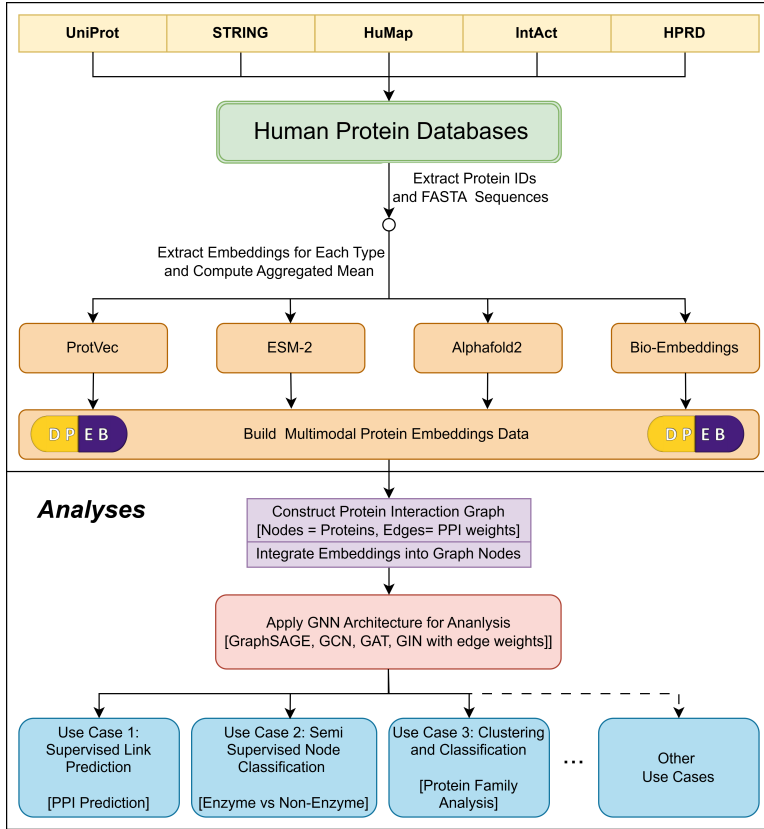 UniProt
STRING
HuMap
IntAct
HPRD
Human Protein Databases
Extract Protein IDs
and FASTA Sequences
Extract Embeddings for Each Type
and Compute Aggregated Mean
ProtVec
ESM-2
Alphafold2
Bio-Embeddings
DPEB
Build Multimodal Protein Embeddings Data
DPEB
Analyses
Construct Protein Interaction Graph
[Nodes = Proteins, Edges= PPI weights]
Integrate Embeddings into Graph Nodes
Apply GNN Architecture for Ananlysis
[GraphSAGE, GCN, GAT, GIN with edge weights]]
Use Case 1:
Supervised Link
Prediction
[PPI Prediction]
Use Case 2: Semi
Supervised Node
Classification
[Enzyme vs Non-Enzyme]
Use Case 3: Clustering
and Classification
[Protein Family
Analysis]
...
Other
Use Cases